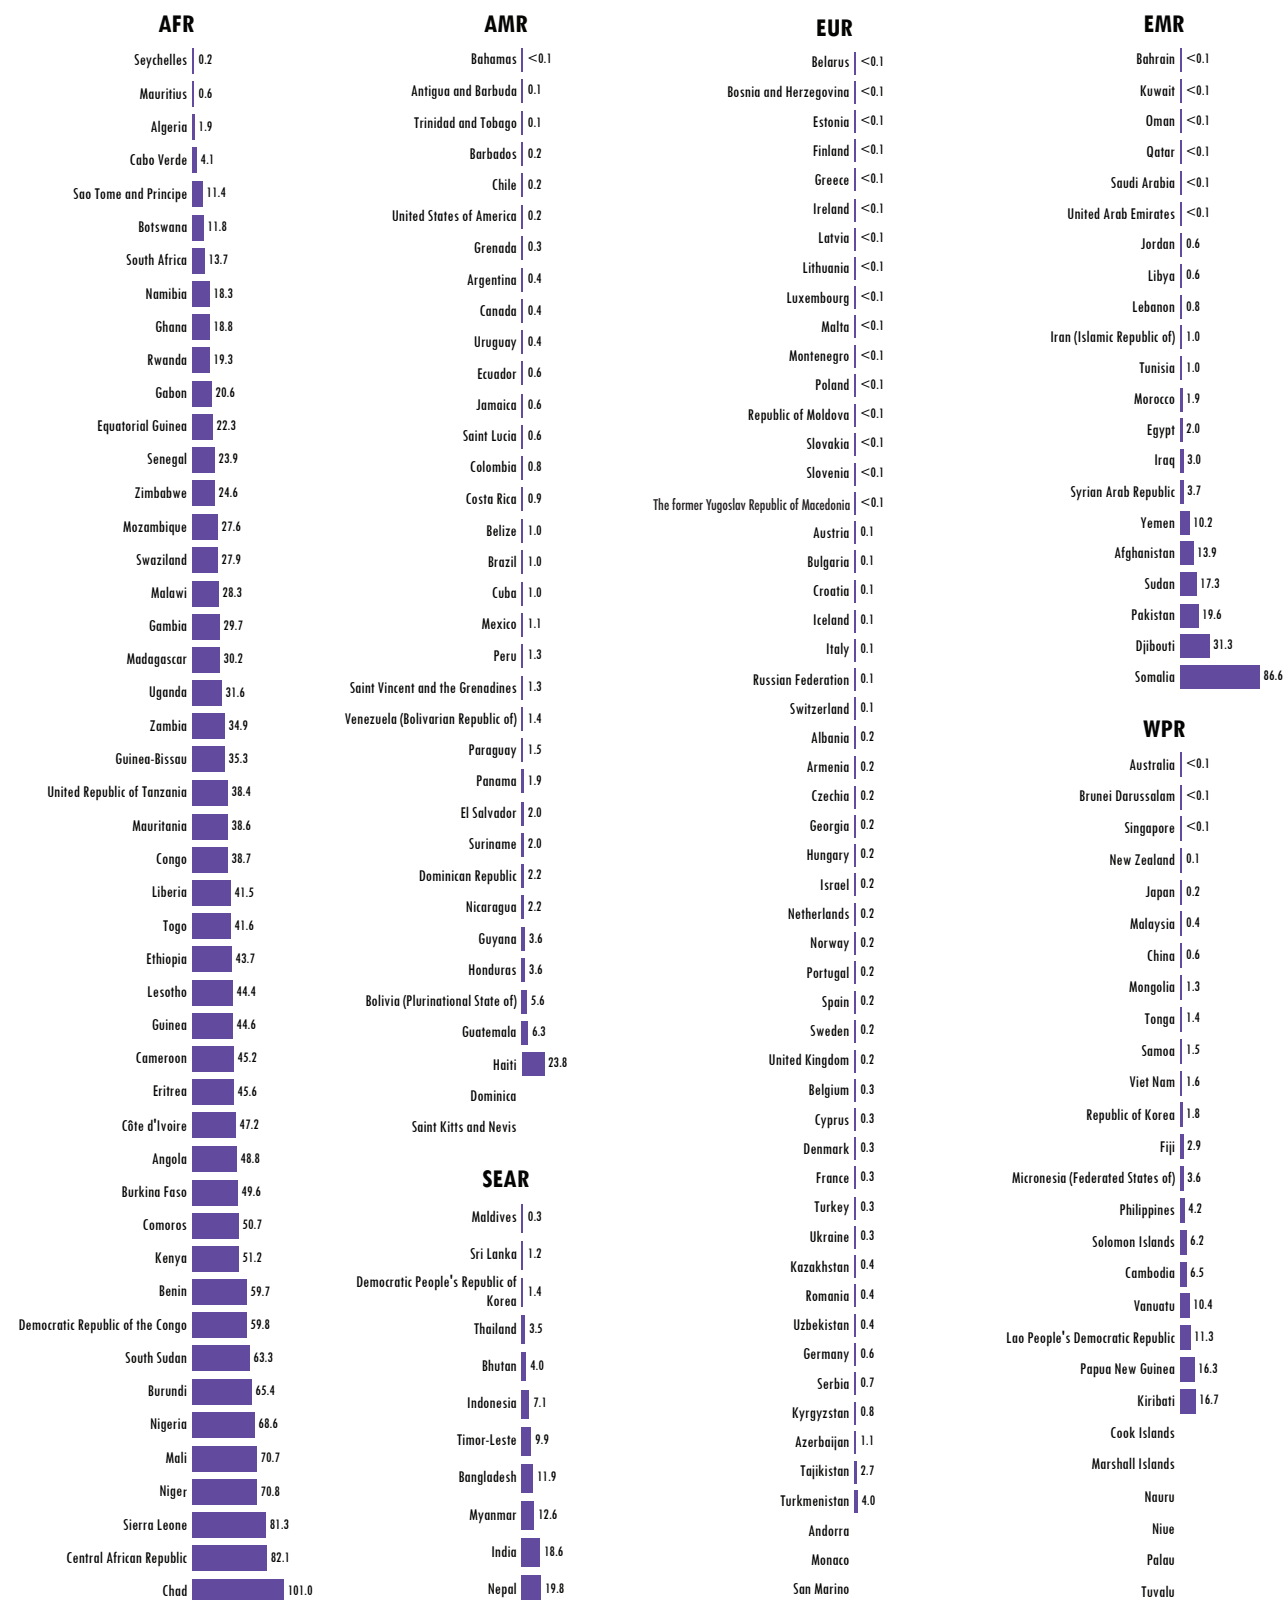 AFR
Seychelles 0.2
Mauritius 0.6
Algeria 1.9
Cabo Verde 4.1
Sao Tome and Principe 11.4
Botswana 11.8
South Africa 13.7
Namibia 18.3
Ghana 18.8
Rwanda 19.3
Gabon 20.6
Equatorial Guinea 22.3
Senegal 23.9
Zimbabwe 24.6
Mozambique 27.6
Swaziland 27.9
Malawi 28.3
Gambia 29.7
Madagascar 30.2
Uganda 31.6
Zambia 34.9
Guinea-Bissau 35.3
United Republic of Tanzania 38.4
Mauritania 38.6
Congo 38.7
Liberia 41.5
Togo 41.6
Ethiopia 43.7
Lesotho 44.4
Guinea 44.6
Cameroon 45.2
Eritrea 45.6
Côte d'Ivoire 47.2
Angola 48.8
Burkina Faso 49.6
Comoros 50.7
Kenya 51.2
Benin 59.7
Democratic Republic of the Congo 59.8
South Sudan 63.3
Burundi 65.4
Nigeria 68.6
Mali 70.7
Niger 70.8
Sierra Leone 81.3
Central African Republic 82.1
Chad 101.0
AMR
Bahamas <0.1
Antigua and Barbuda 0.1
Trinidad and Tobago 0.1
Barbados 0.2
Chile 0.2
United States of America 0.2
Grenada 0.3
Argentina 0.4
Canada 0.4
Uruguay 0.4
Ecuador 0.6
Jamaica 0.6
Saint Lucia 0.6
Colombia 0.8
Costa Rica 0.9
Belize 1.0
Brazil 1.0
Cuba 1.0
Mexico 1.1
Peru 1.3
Saint Vincent and the Grenadines 1.3
Venezuela (Bolivarian Republic of) 1.4
Paraguay 1.5
Panama 1.9
El Salvador 2.0
Suriname 2.0
Dominican Republic 2.2
Nicaragua 2.2
Guyana 3.6
Honduras 3.6
Bolivia (Plurinational State of) 5.6
Guatemala 6.3
Haiti 23.8
Dominica
Saint Kitts and Nevis
SEAR
Maldives 0.3
Sri Lanka 1.2
Democratic People's Republic of
Korea 1.4
Thailand 3.5
Bhutan 4.0
Indonesia 7.1
Timor-Leste 9.9
Bangladesh 11.9
Myanmar 12.6
India 18.6
Nepal 19.8
EUR
Belarus <0.1
Bosnia and Herzegovina <0.1
Estonia <0.1
Finland <0.1
Greece <0.1
Ireland <0.1
Latvia <0.1
Lithuania <0.1
Luxembourg <0.1
Malta <0.1
Montenegro <0.1
Poland <0.1
Republic of Moldova <0.1
Slovakia <0.1
Slovenia <0.1
The former Yugoslav Republic of Macedonia <0.1
Austria 0.1
Bulgaria 0.1
Croatia 0.1
Iceland 0.1
Italy 0.1
Russian Federation 0.1
Switzerland 0.1
Albania 0.2
Armenia 0.2
Czechia 0.2
Georgia 0.2
Hungary 0.2
Israel 0.2
Netherlands 0.2
Norway 0.2
Portugal 0.2
Spain 0.2
Sweden 0.2
United Kingdom 0.2
Belgium 0.3
Cyprus 0.3
Denmark 0.3
France 0.3
Turkey 0.3
Ukraine 0.3
Kazakhstan 0.4
Romania 0.4
Uzbekistan 0.4
Germany 0.6
Serbia 0.7
Kyrgyzstan 0.8
Azerbaijan 1.1
Tajikistan 2.7
Turkmenistan 4.0
Andorra
Monaco
San Marino
EMR
Bahrain <0.1
Kuwait <0.1
Oman <0.1
Qatar <0.1
Saudi Arabia <0.1
United Arab Emirates <0.1
Jordan 0.6
Libya 0.6
Lebanon 0.8
Iran (Islamic Republic of) 1.0
Tunisia 1.0
Morocco 1.9
Egypt 2.0
Iraq 3.0
Syrian Arab Republic 3.7
Yemen 10.2
Afghanistan 13.9
Sudan 17.3
Pakistan 19.6
Djibouti 31.3
Somalia 86.6
WPR
Australia <0.1
Brunei Darussalam <0.1
Singapore <0.1
New Zealand 0.1
Japan 0.2
Malaysia 0.4
China 0.6
Mongolia 1.3
Tonga 1.4
Samoa 1.5
Viet Nam 1.6
Republic of Korea 1.8
Fiji 2.9
Micronesia (Federated States of) 3.6
Philippines 4.2
Solomon Islands 6.2
Cambodia 6.5
Vanuatu 10.4
Lao People's Democratic Republic 11.3
Papua New Guinea 16.3
Kiribati 16.7
Cook Islands
Marshall Islands
Nauru
Niue
Palau
Tuvalu